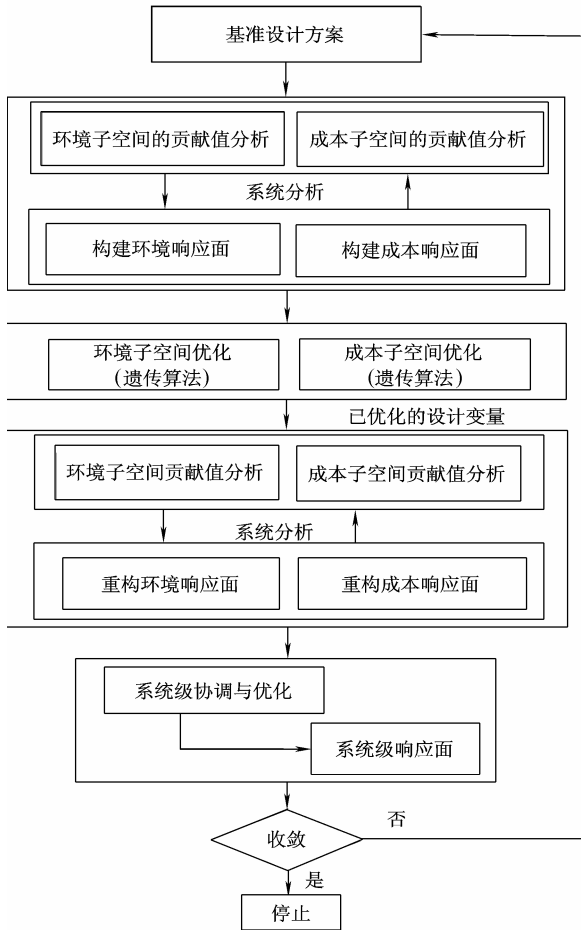 基准设计方案
环境子空间的贡献值分析
成本子空间的贡献值分析
系统分析
构建环境响应面
构建成本响应面
环境子空间优化
(遗传算法)
成本子空间优化
(遗传算法)
已优化的设计变量
环境子空间贡献值分析
成本子空间贡献值分析
系统分析
重构环境响应面
重构成本响应面
系统级协调与优化
系统级响应面
收敛
否
是
停止